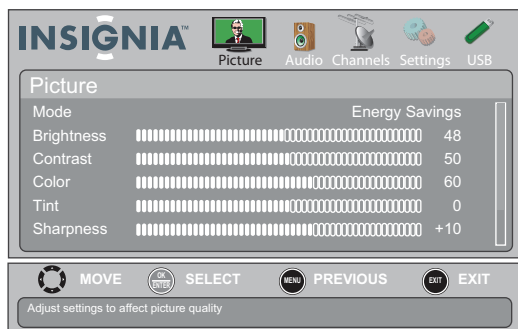 INSIGNIA™
Picture Audio Channels Settings USB
Picture
Mode Energy Savings
Brightness 48
Contrast 50
Color 60
Tint 0
Sharpness +10
MOVE OK ENTER SELECT MENU PREVIOUS EXIT EXIT
Adjust settings to affect picture quality